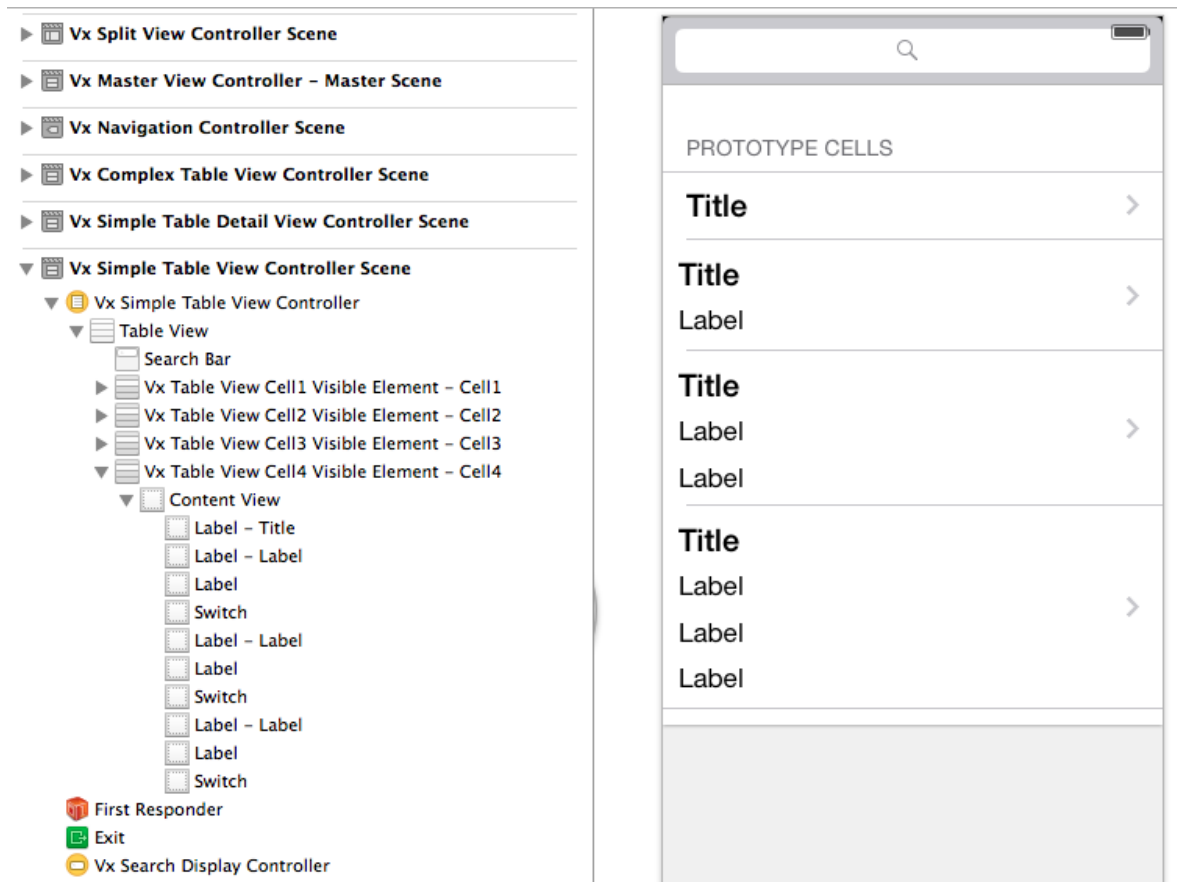 Vx Split View Controller Scene
Vx Master View Controller – Master Scene
Vx Navigation Controller Scene
Vx Complex Table View Controller Scene
Vx Simple Table Detail View Controller Scene
Vx Simple Table View Controller Scene
Vx Simple Table View Controller
Table View
Search Bar
Vx Table View Cell1 Visible Element – Cell1
Vx Table View Cell2 Visible Element – Cell2
Vx Table View Cell3 Visible Element – Cell3
Vx Table View Cell4 Visible Element – Cell4
Content View
Label – Title
Label – Label
Label
Switch
Label – Label
Label
Switch
Label – Label
Label
Switch
First Responder
Exit
Vx Search Display Controller
PROTOTYPE CELLS
Title
Title
Label
Title
Label
Label
Title
Label
Label
Label